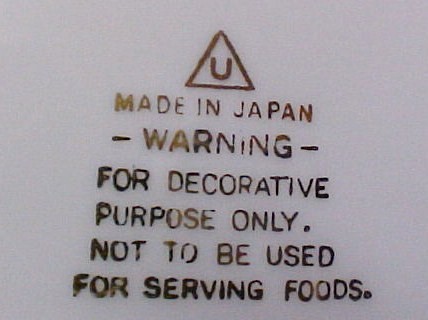 U
MADE IN JAPAN
- WARNiNG -
FOR DECORATIVE
PURPOSE ONLY.
NOT TO BE USED
FOR SERVING FOODS.